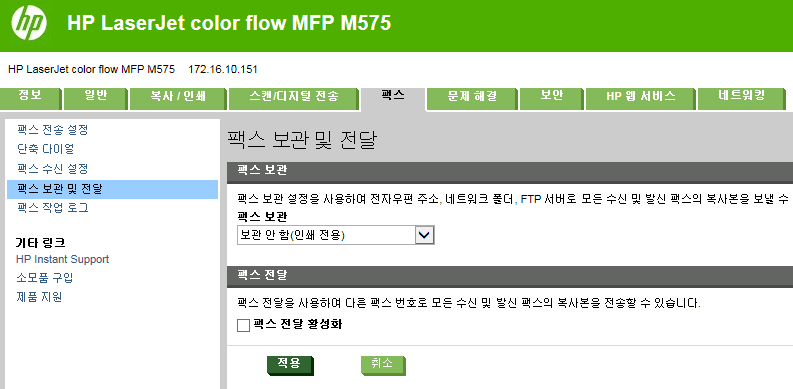 hp
HP LaserJet color flow MFP M575
HP LaserJet color flow MFP M575 172.16.10.151
정보 일반 복사 / 인쇄 스캔/디지털 전송 팩스 문제 해결 보안 HP 웹 서비스 네트워킹
팩스 전송 설정
단축 다이얼
팩스 수신 설정
팩스 보관 및 전달
팩스 작업 로그
기타 링크
HP Instant Support
소모품 구입
제품 지원
팩스 보관 및 전달
팩스 보관
팩스 보관 설정을 사용하여 전자우편 주소, 네트워크 폴더, FTP 서버로 모든 수신 및 발신 팩스의 복사본을 보낼 수
팩스 보관
보관 안 함(인쇄 전용)
팩스 전달
팩스 전달을 사용하여 다른 팩스 번호로 모든 수신 및 발신 팩스의 복사본을 전송할 수 있습니다.
팩스 전달 활성화
적용 취소